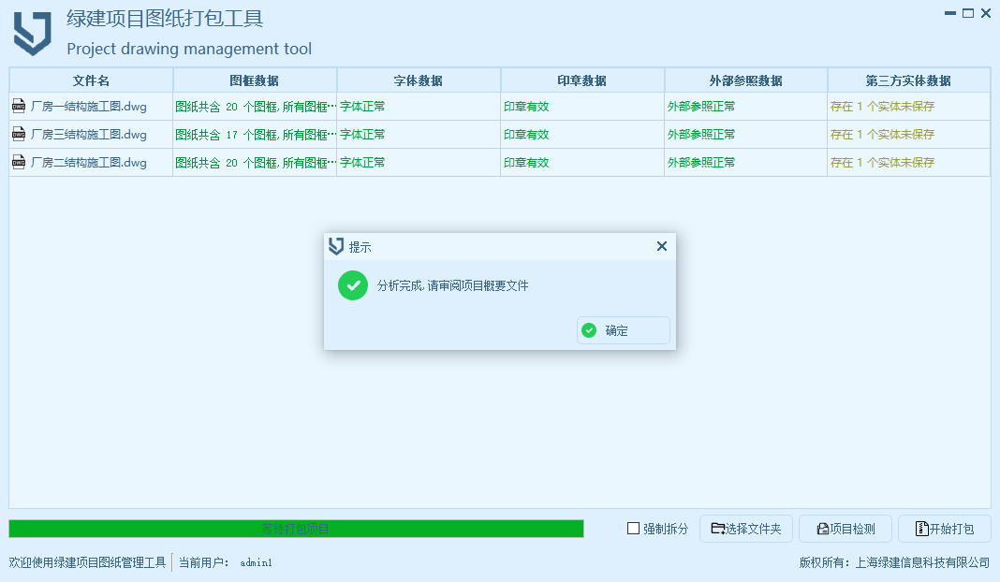 绿建项目图纸打包工具
Project drawing management tool
文件名 图框数据 字体数据 印章数据 外部参照数据 第三方实体数据
厂房一结构施工图.dwg 图纸共含 20 个图框,所有图框… 字体正常 印章有效 外部参照正常 存在 1 个实体未保存
厂房三结构施工图.dwg 图纸共含 17 个图框,所有图框… 字体正常 印章有效 外部参照正常 存在 1 个实体未保存
厂房二结构施工图.dwg 图纸共含 20 个图框,所有图框… 字体正常 印章有效 外部参照正常 存在 1 个实体未保存
提示
分析完成,请审阅项目概要文件
确定
等待打包项目 强制拆分 选择文件夹 项目检测 开始打包
欢迎使用绿建项目图纸管理工具 当前用户: admin1 版权所有: 上海绿建信息科技有限公司